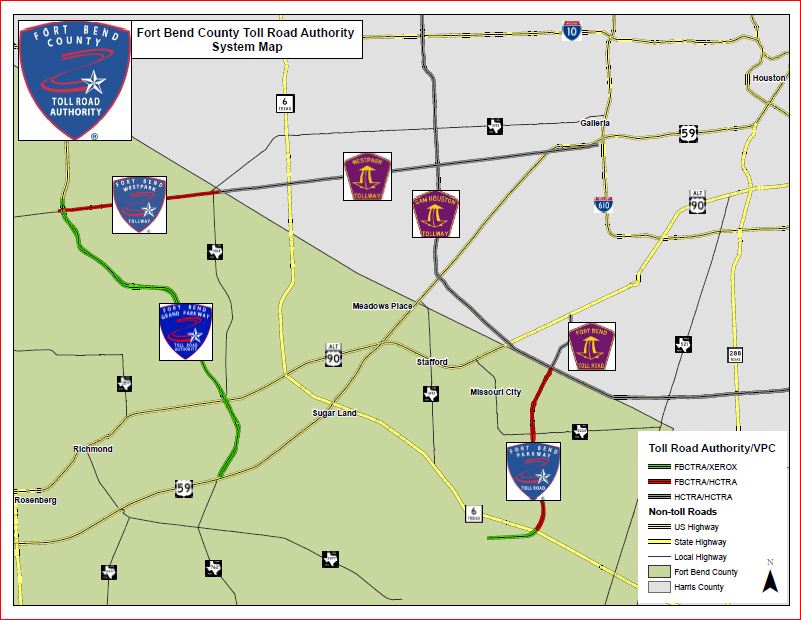 Fort Bend County Toll Road Authority
System Map
FORT BEND
COUNTY
TOLL ROAD
AUTHORITY
®
10
Houston
6
TEXAS
Galleria
59
WESTPARK
TOLLWAY
FORT BEND
WESTPARK
TOLLWAY
SAM HOUSTON
TOLLWAY
ALT
90
610
FORT BEND
GRAND PARKWAY
TOLL ROAD
AUTHORITY
Meadows Place
FORT BEND
TOLL ROAD
ALT
90
Stafford
288
TEXAS
Missouri City
Sugar Land
Richmond
FORT BEND
PARKWAY
TOLL ROAD
59
Rosenberg
6
TEXAS
Toll Road Authority/VPC
FBCTRA/XEROX
FBCTRA/HCTRA
HCTRA/HCTRA
Non-toll Roads
US Highway
State Highway
Local Highway
Fort Bend County
Harris County
N